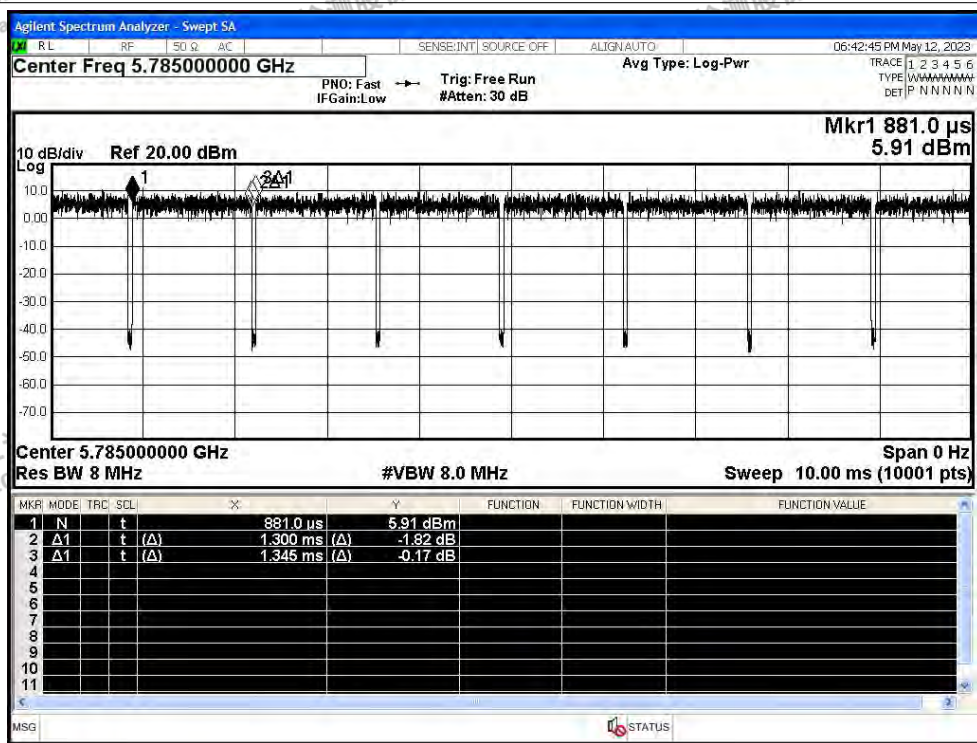 Agilent Spectrum Analyzer - Swept SA
RL RF 50 Ω AC SENSE:INT SOURCE OFF ALIGN AUTO 06:42:45 PM May 12, 2023
Center Freq 5.785000000 GHz
PNO: Fast
IFGain:Low
Trig: Free Run
#Atten: 30 dB
Avg Type: Log-Pwr
TRACE 1 2 3 4 5 6
TYPE W
DET P N N N N N
Mkr1 881.0 µs
5.91 dBm
10 dB/div Ref 20.00 dBm
Log
1 2Δ1 3Δ1
10.0
0.00
-10.0
-20.0
-30.0
-40.0
-50.0
-60.0
-70.0
Center 5.785000000 GHz Span 0 Hz
Res BW 8 MHz #VBW 8.0 MHz Sweep 10.00 ms (10001 pts)
MKR MODE TRC SCL X Y FUNCTION FUNCTION WIDTH FUNCTION VALUE
1 N t 881.0 µs 5.91 dBm
2 Δ1 t (Δ) 1.300 ms (Δ) -1.82 dB
3 Δ1 t (Δ) 1.345 ms (Δ) -0.17 dB
4
5
6
7
8
9
10
11
MSG STATUS